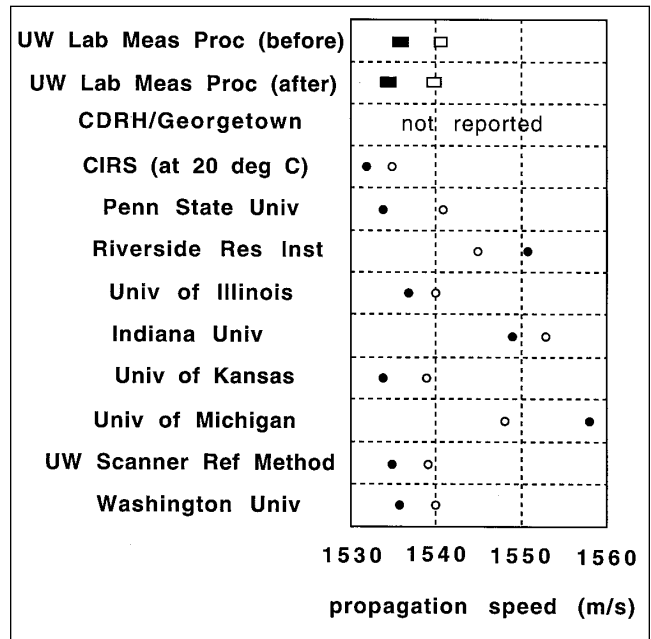 UW Lab Meas Proc (before)
UW Lab Meas Proc (after)
CDRH/Georgetown not reported
CIRS (at 20 deg C)
Penn State Univ
Riverside Res Inst
Univ of Illinois
Indiana Univ
Univ of Kansas
Univ of Michigan
UW Scanner Ref Method
Washington Univ
1530 1540 1550 1560
propagation speed (m/s)